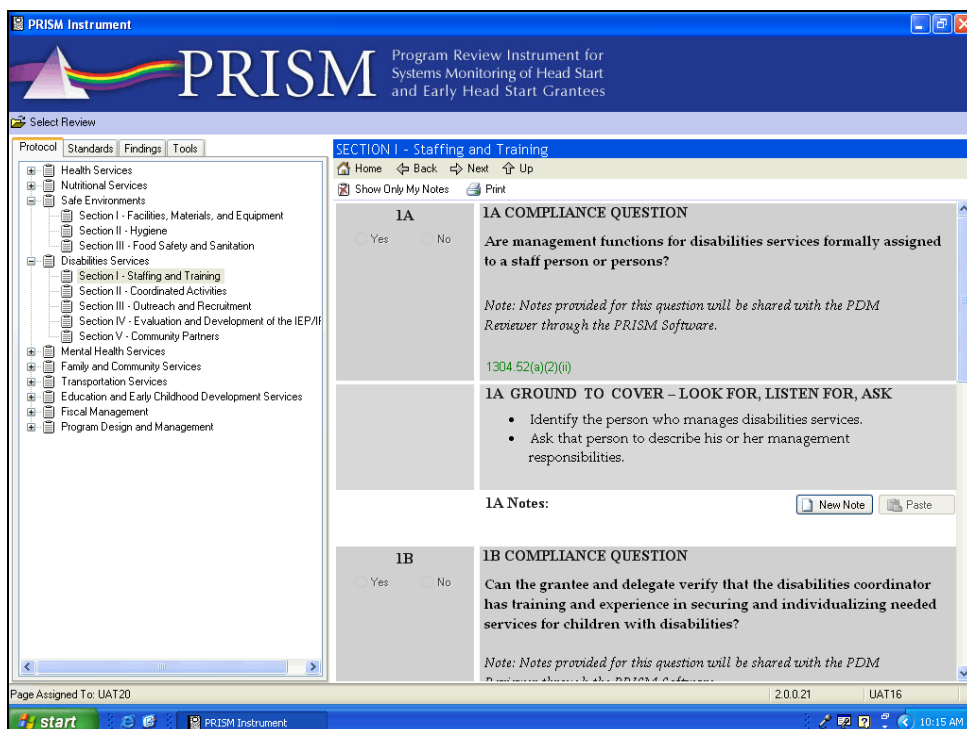 PRISM Instrument
PRISM
Program Review Instrument for
Systems Monitoring of Head Start
and Early Head Start Grantees
Select Review
Protocol Standards Findings Tools
Health Services
Nutritional Services
Safe Environments
Section I - Facilities, Materials, and Equipment
Section II - Hygiene
Section III - Food Safety and Sanitation
Disabilities Services
Section I - Staffing and Training
Section II - Coordinated Activities
Section III - Outreach and Recruitment
Section IV - Evaluation and Development of the IEP/IF
Section V - Community Partners
Mental Health Services
Family and Community Services
Transportation Services
Education and Early Childhood Development Services
Fiscal Management
Program Design and Management
SECTION I - Staffing and Training
Home Back Next Up
Show Only My Notes Print
1A
Yes No
1A COMPLIANCE QUESTION
Are management functions for disabilities services formally assigned
to a staff person or persons?
Note: Notes provided for this question will be shared with the PDM
Reviewer through the PRISM Software.
1304.52(a)(2)(ii)
1A GROUND TO COVER – LOOK FOR, LISTEN FOR, ASK
• Identify the person who manages disabilities services.
• Ask that person to describe his or her management
responsibilities.
1A Notes:
New Note Paste
1B
Yes No
1B COMPLIANCE QUESTION
Can the grantee and delegate verify that the disabilities coordinator
has training and experience in securing and individualizing needed
services for children with disabilities?
Note: Notes provided for this question will be shared with the PDM
Reviewer through the PRISM Software.
Page Assigned To: UAT20
2.0.0.21
UAT16
start
PRISM Instrument
10:15 AM